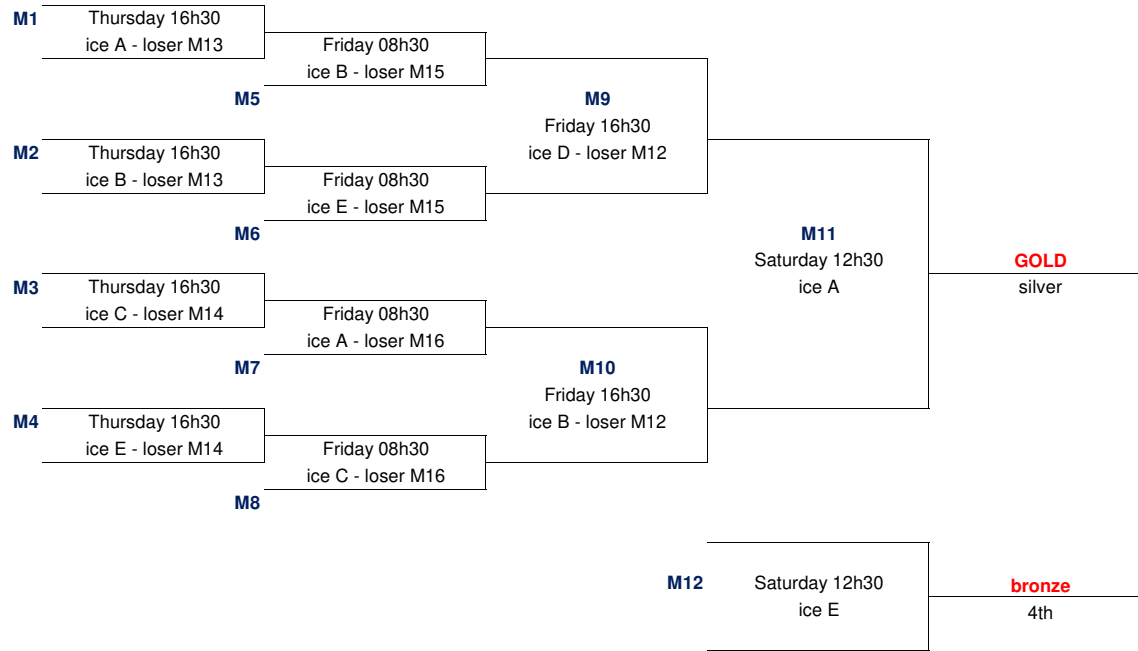 M1
Thursday 16h30
ice A - loser M13
Friday 08h30
ice B - loser M15
M5
M9
Friday 16h30
ice D - loser M12
M2
Thursday 16h30
ice B - loser M13
Friday 08h30
ice E - loser M15
M6
M11
Saturday 12h30
ice A
GOLD
silver
M3
Thursday 16h30
ice C - loser M14
Friday 08h30
ice A - loser M16
M7
M10
Friday 16h30
ice B - loser M12
M4
Thursday 16h30
ice E - loser M14
Friday 08h30
ice C - loser M16
M8
M12
Saturday 12h30
ice E
bronze
4th